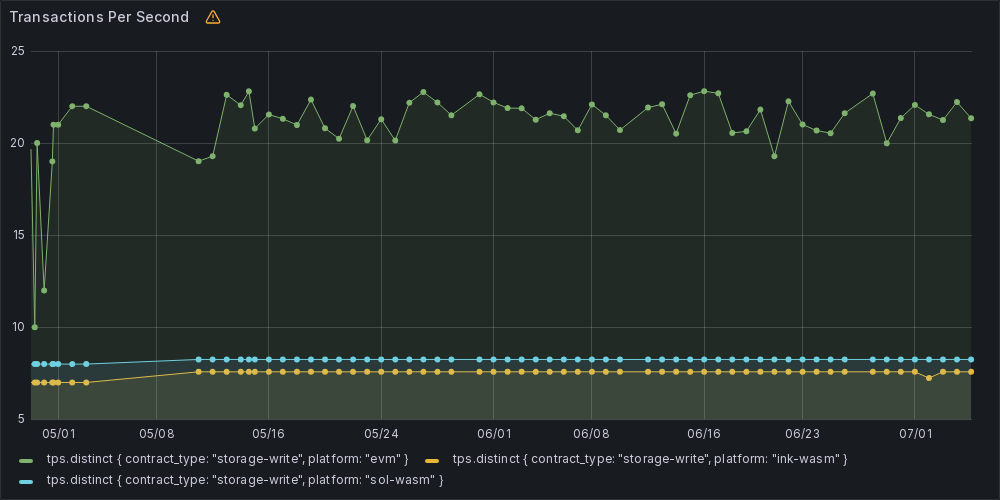 Transactions Per Second
25
20
15
10
5
05/01 05/08 05/16 05/24 06/01 06/08 06/16 06/23 07/01
tps.distinct { contract_type: "storage-write", platform: "evm" } tps.distinct { contract_type: "storage-write", platform: "ink-wasm" }
tps.distinct { contract_type: "storage-write", platform: "sol-wasm" }